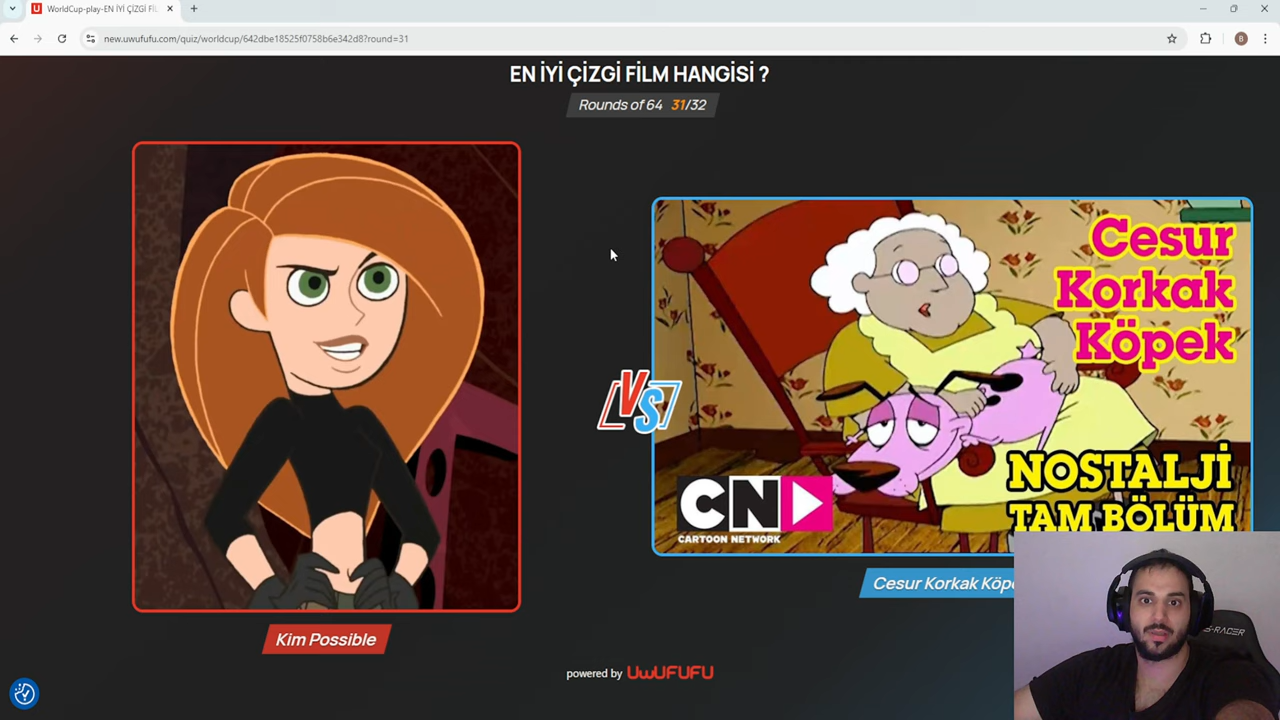 WorldCup-play-EN İYİ ÇİZGİ Fİ
new.uwufufu.com/quiz/worldcup/642dbe18525f0758b6e342d8?round=31
B
EN İYİ ÇİZGİ FİLM HANGİSİ ?
Rounds of 64 31/32
Cesur
Korkak
Köpek
VS
NOSTALJİ
TAM BÖLÜM
CN
CARTOON NETWORK
Cesur Korkak Köpe
Kim Possible
powered by UwUFUFU